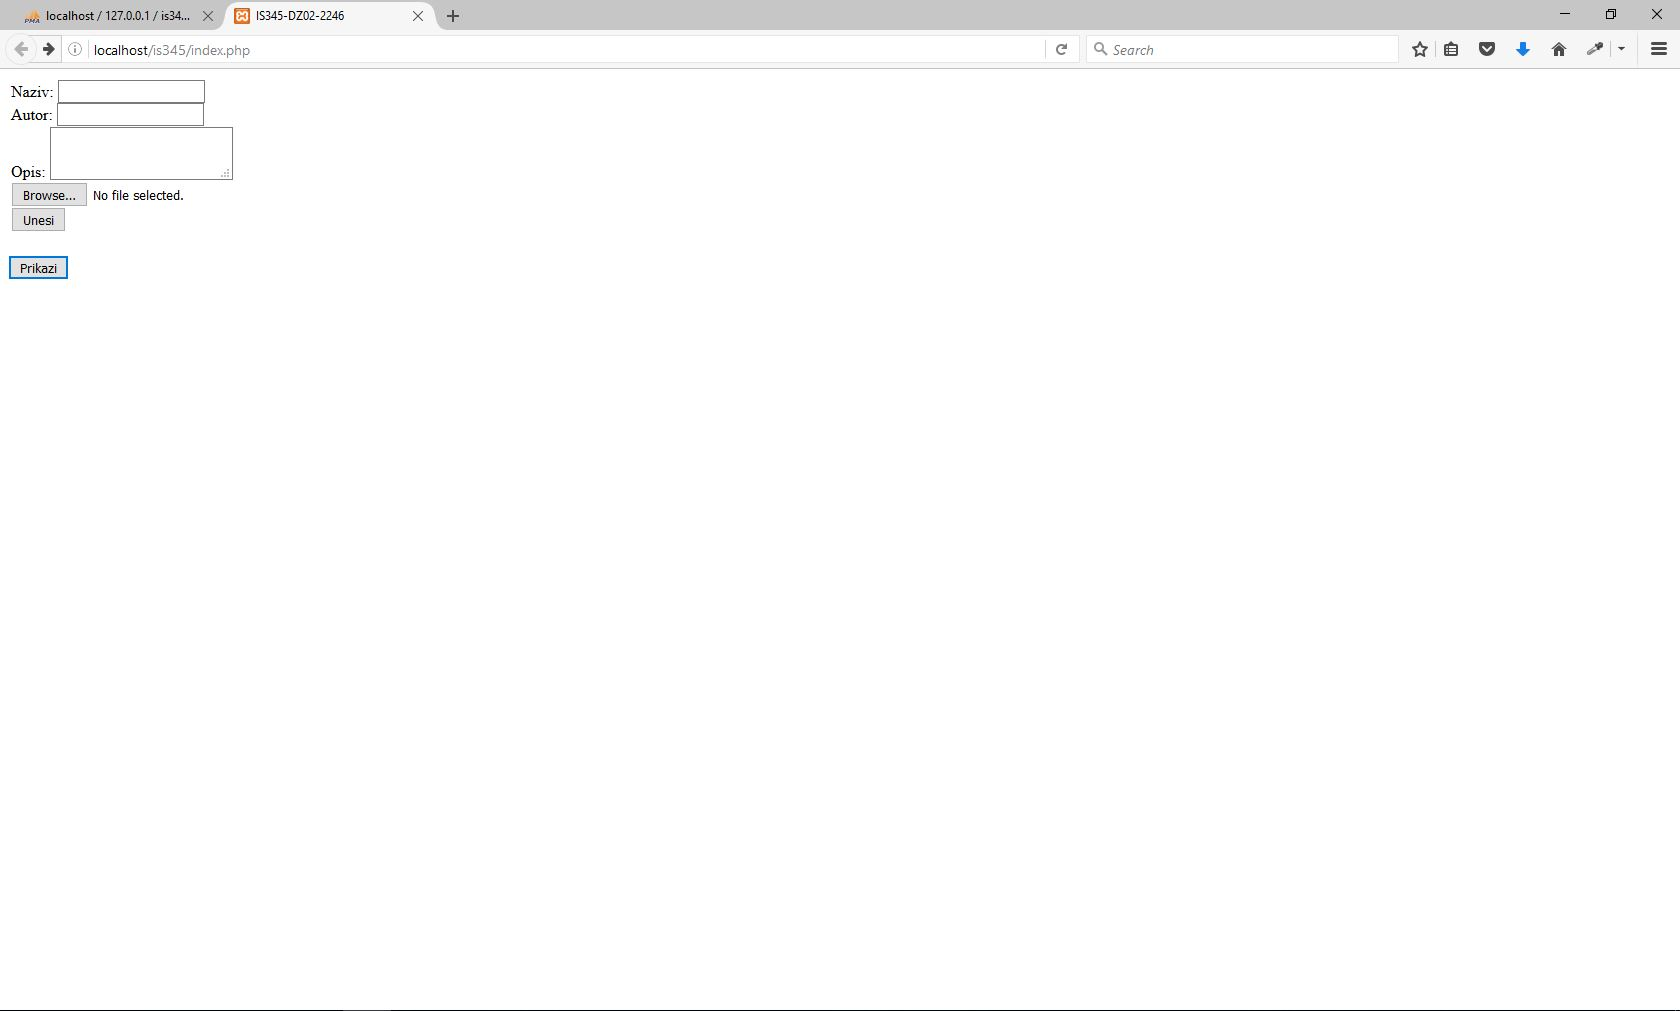 localhost / 127.0.0.1 / is34...
IS345-DZ02-2246
localhost/is345/index.php
Search
Naziv:
Autor:
Opis:
Browse... No file selected.
Unesi
Prikazi